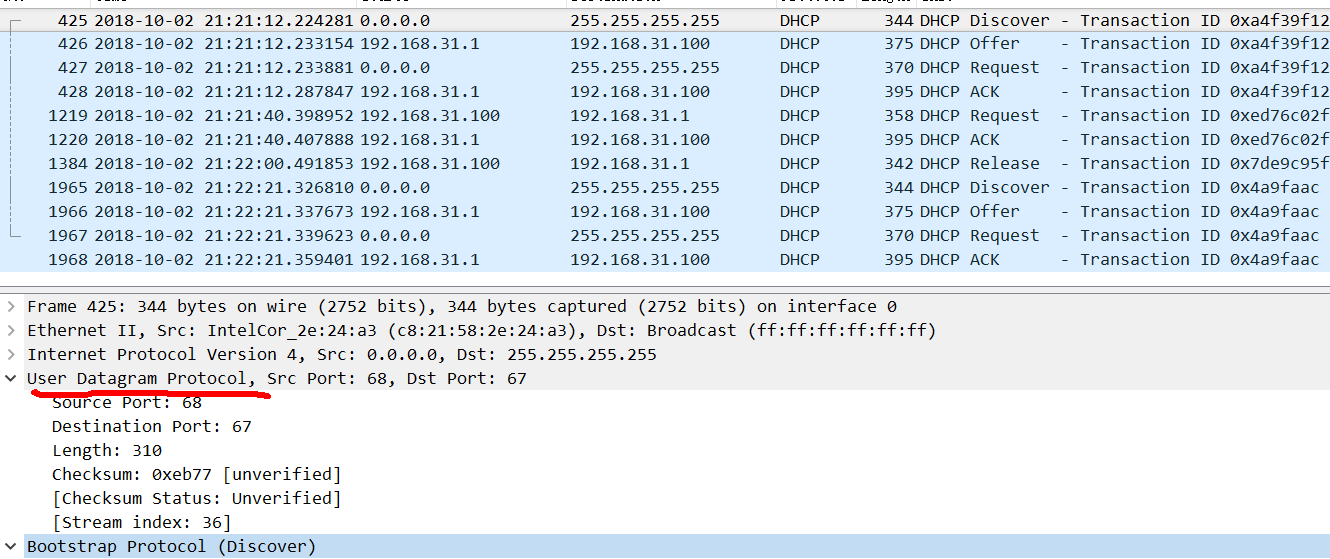 425 2018-10-02 21:21:12.224281 0.0.0.0 255.255.255.255 DHCP 344 DHCP Discover - Transaction ID 0xa4f39f12
426 2018-10-02 21:21:12.233154 192.168.31.1 192.168.31.100 DHCP 375 DHCP Offer - Transaction ID 0xa4f39f12
427 2018-10-02 21:21:12.233881 0.0.0.0 255.255.255.255 DHCP 370 DHCP Request - Transaction ID 0xa4f39f12
428 2018-10-02 21:21:12.287847 192.168.31.1 192.168.31.100 DHCP 395 DHCP ACK - Transaction ID 0xa4f39f12
1219 2018-10-02 21:21:40.398952 192.168.31.100 192.168.31.1 DHCP 358 DHCP Request - Transaction ID 0xed76c02f
1220 2018-10-02 21:21:40.407888 192.168.31.1 192.168.31.100 DHCP 395 DHCP ACK - Transaction ID 0xed76c02f
1384 2018-10-02 21:22:00.491853 192.168.31.100 192.168.31.1 DHCP 342 DHCP Release - Transaction ID 0x7de9c95f
1965 2018-10-02 21:22:21.326810 0.0.0.0 255.255.255.255 DHCP 344 DHCP Discover - Transaction ID 0x4a9faac
1966 2018-10-02 21:22:21.337673 192.168.31.1 192.168.31.100 DHCP 375 DHCP Offer - Transaction ID 0x4a9faac
1967 2018-10-02 21:22:21.339623 0.0.0.0 255.255.255.255 DHCP 370 DHCP Request - Transaction ID 0x4a9faac
1968 2018-10-02 21:22:21.359401 192.168.31.1 192.168.31.100 DHCP 395 DHCP ACK - Transaction ID 0x4a9faac
Frame 425: 344 bytes on wire (2752 bits), 344 bytes captured (2752 bits) on interface 0
Ethernet II, Src: IntelCor_2e:24:a3 (c8:21:58:2e:24:a3), Dst: Broadcast (ff:ff:ff:ff:ff:ff)
Internet Protocol Version 4, Src: 0.0.0.0, Dst: 255.255.255.255
User Datagram Protocol, Src Port: 68, Dst Port: 67
Source Port: 68
Destination Port: 67
Length: 310
Checksum: 0xeb77 [unverified]
[Checksum Status: Unverified]
[Stream index: 36]
Bootstrap Protocol (Discover)